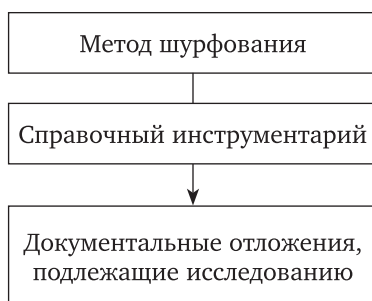 Метод шурфования
Справочный инструментарий
Документальные отложения,
подлежащие исследованию